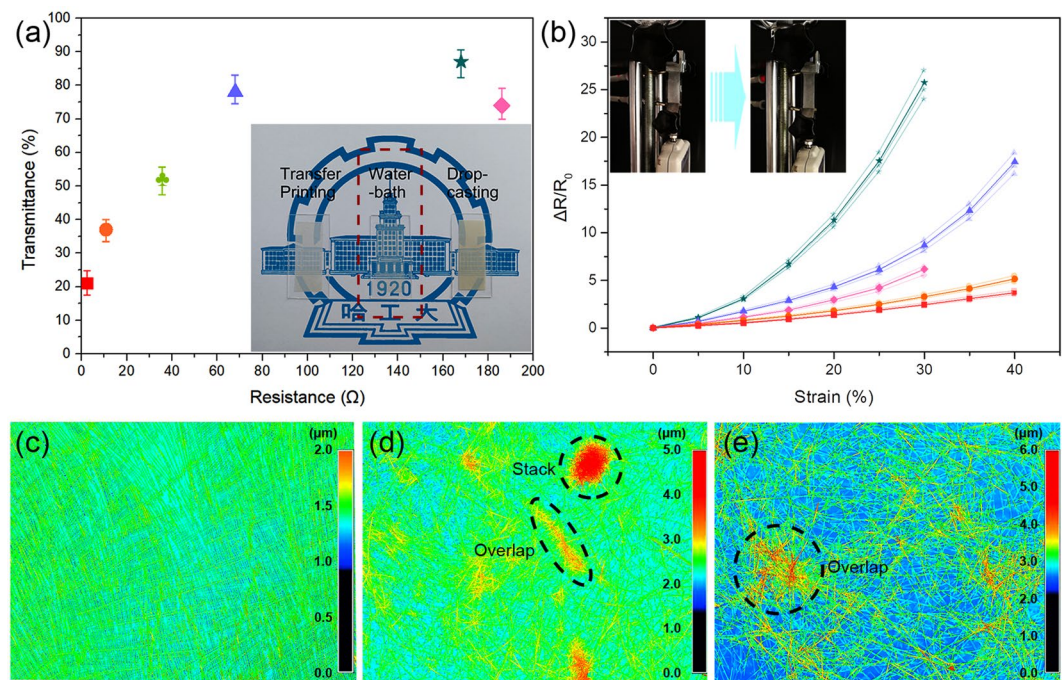 (a)
100
90
80
70
60
50
40
30
20
10
0
Transmittance (%)
0 20 40 60 80 100 120 140 160 180 200
Resistance (Ω)
Transfer
Printing
Water
-bath
Drop-
casting
1920
哈工大
(b)
30
25
20
15
10
5
0
ΔR/R0
0 10 20 30 40
Strain (%)
(c)
(μm)
2.0
1.5
1.0
0.5
0.0
(d)
Stack
Overlap
(μm)
5.0
4.0
3.0
2.0
1.0
0.0
(e)
Overlap
(μm)
6.0
5.0
4.0
3.0
2.0
1.0
0.0